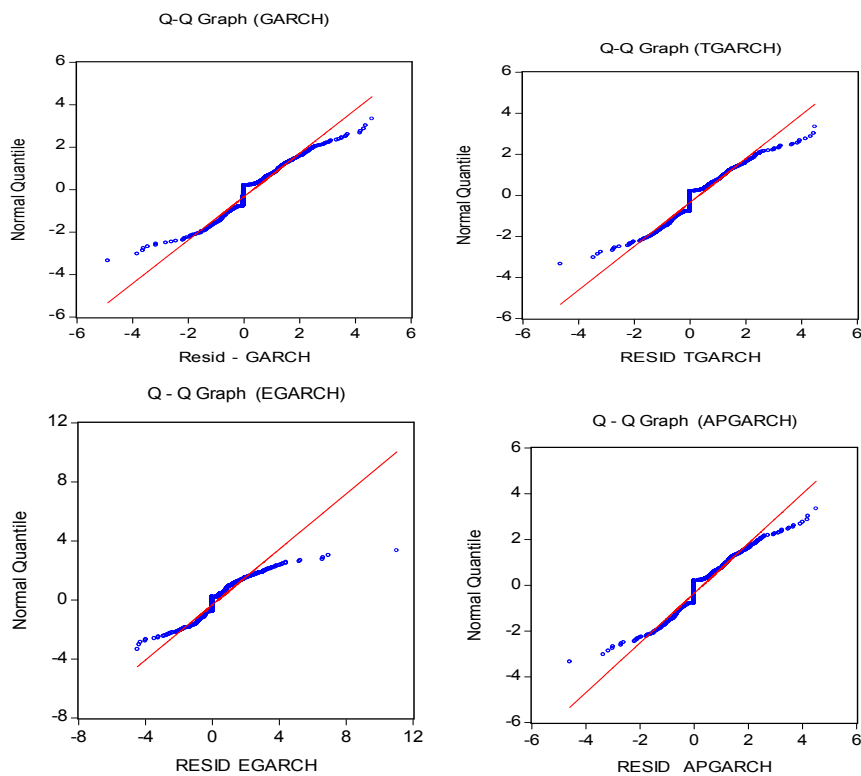 Q-Q Graph (GARCH)
6
4
2
0
-2
-4
-6
Normal Quantile
-6 -4 -2 0 2 4 6
Resid - GARCH
Q-Q Graph (TGARCH)
6
4
2
0
-2
-4
-6
Normal Quantile
-6 -4 -2 0 2 4 6
RESID TGARCH
Q - Q Graph (EGARCH)
12
8
4
0
-4
-8
Normal Quantile
-8 -4 0 4 8 12
RESID EGARCH
Q - Q Graph (APGARCH)
6
4
2
0
-2
-4
-6
Normal Quantile
-6 -4 -2 0 2 4 6
RESID APGARCH